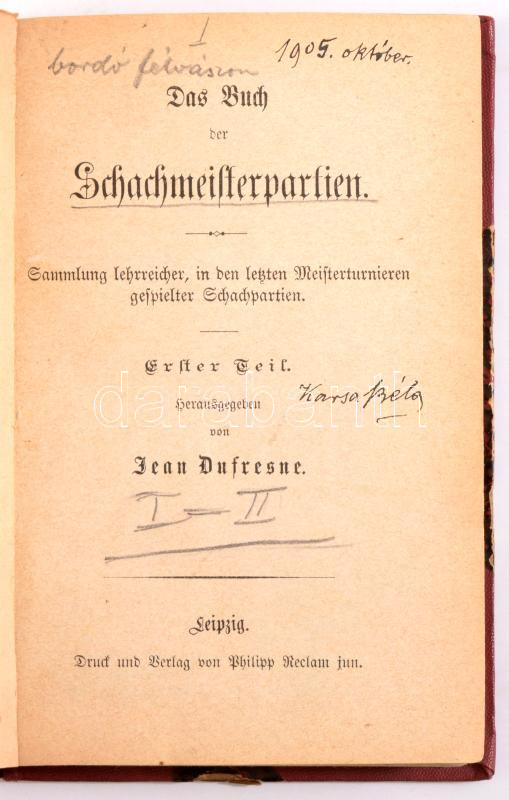 I
bordó félvászon
1905. október.
Das Buch
der
Schachmeisterpartien.
Sammlung lehrreicher, in den letzten Meisterturnieren
gespielter Schachpartien.
Erster Teil.
Herausgegeben
Karsa Béla
von
Jean Dufresne.
I-II
Leipzig.
Druck und Verlag von Philipp Reclam jun.
darabanth